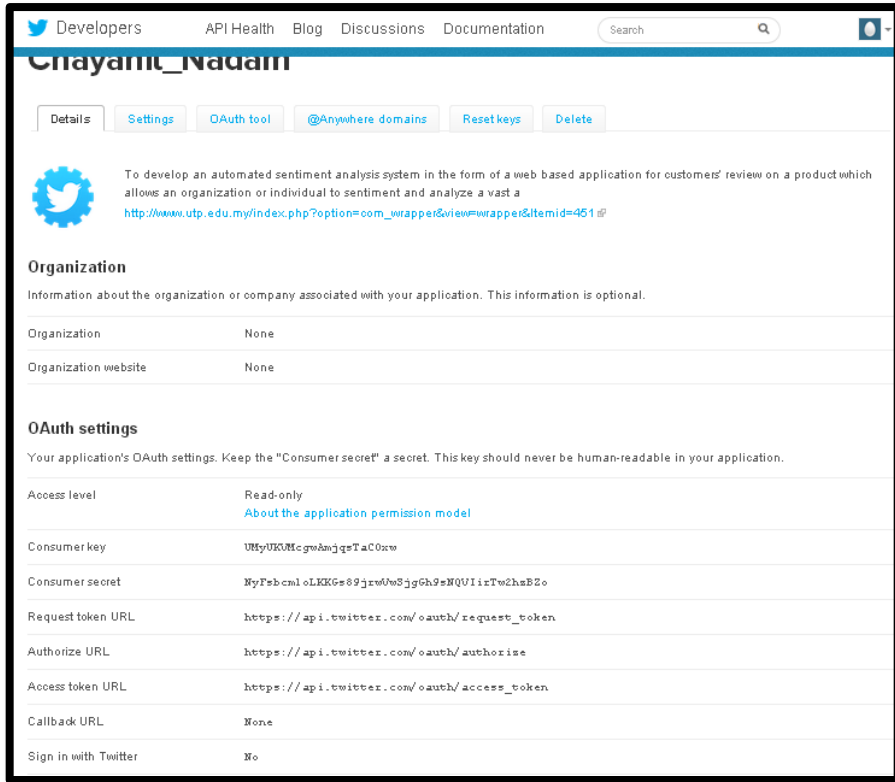 Developers API Health Blog Discussions Documentation Search
Details Settings OAuth tool @Anywhere domains Reset keys Delete
To develop an automated sentiment analysis system in the form of a web based application for customers' review on a product which
allows an organization or individual to sentiment and analyze a vast a
http://www.utp.edu.my/index.php?option=com_wrapper&view=wrapper&Itemid=451
Organization
Information about the organization or company associated with your application. This information is optional.
Organization None
Organization website None
OAuth settings
Your application's OAuth settings. Keep the "Consumer secret" a secret. This key should never be human-readable in your application.
Access level Read-only
About the application permission model
Consumer key
Consumer secret
Request token URL https://api.twitter.com/oauth/request_token
Authorize URL https://api.twitter.com/oauth/authorize
Access token URL https://api.twitter.com/oauth/access_token
Callback URL None
Sign in with Twitter No